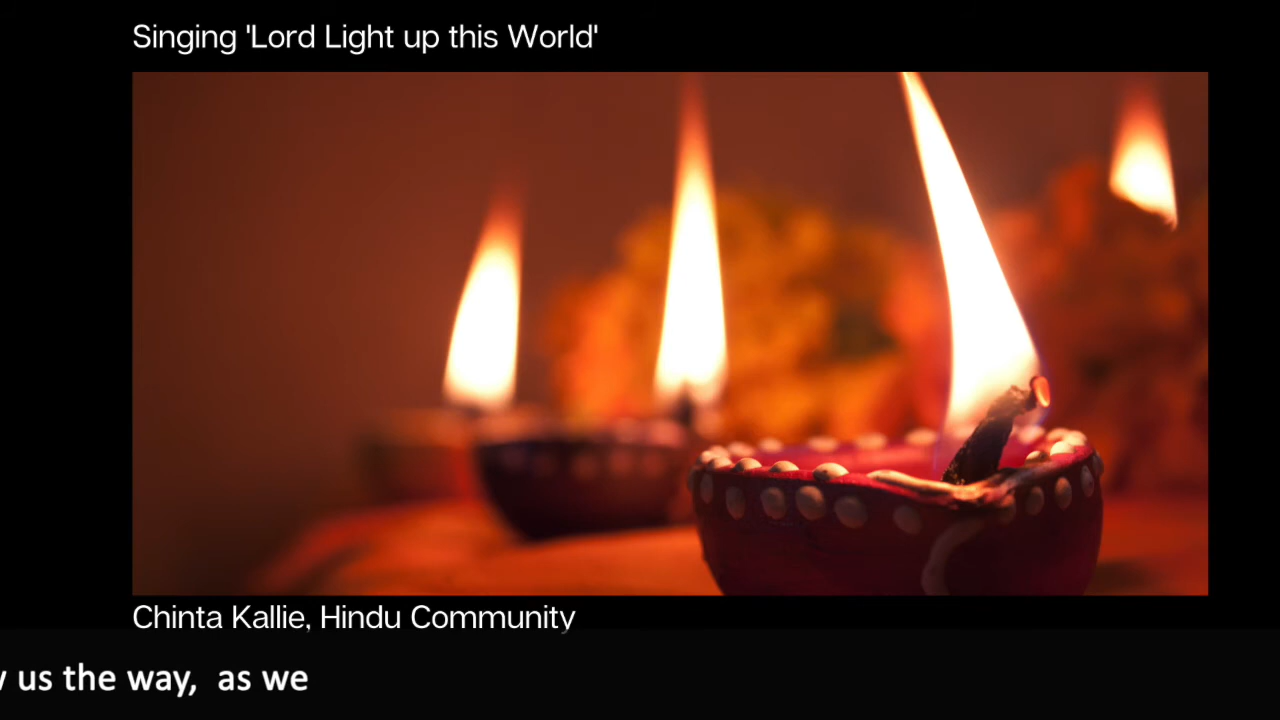 Singing 'Lord Light up this World'
Chinta Kallie, Hindu Community
us the way, as we